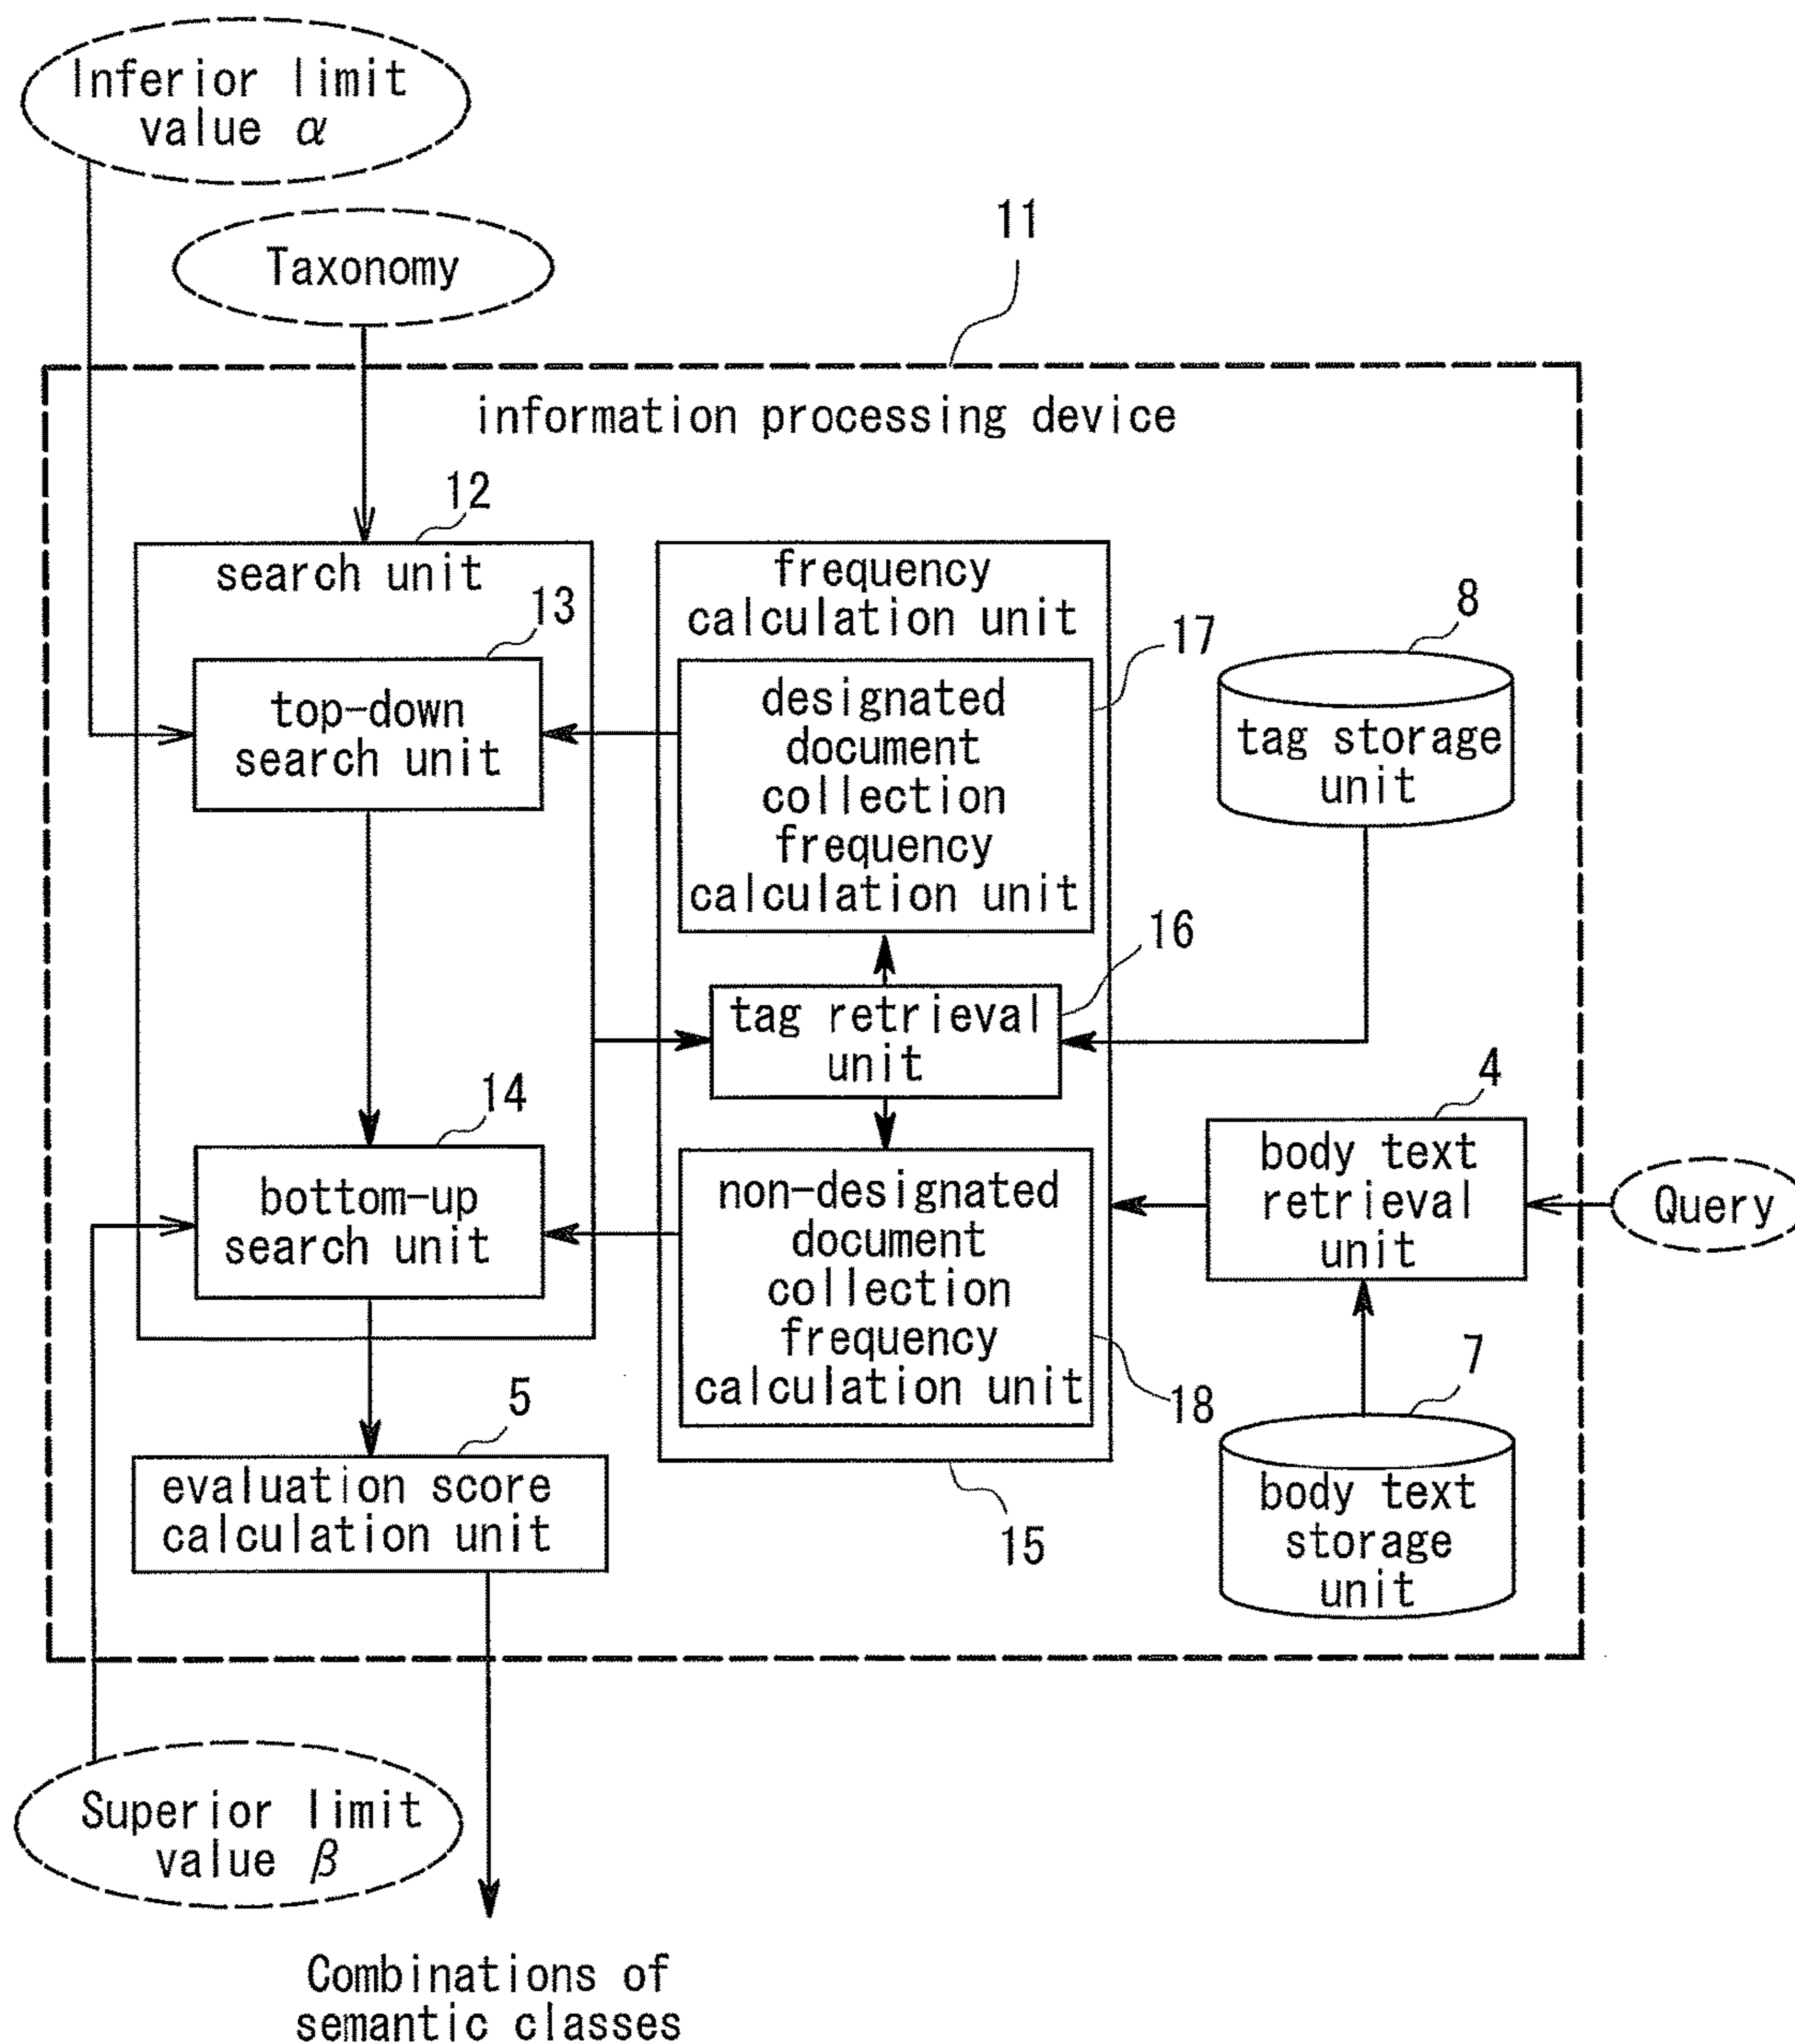 Inferior limit
value α
Taxonomy
11
information processing device
12
search unit
13
top-down
search unit
14
bottom-up
search unit
5
evaluation score
calculation unit
frequency
calculation unit
17
designated
document
collection
frequency
calculation unit
16
tag retrieval
unit
non-designated
document
collection
frequency
calculation unit
18
15
8
tag storage
unit
4
body text
retrieval
unit
Query
7
body text
storage
unit
Superior limit
value β
Combinations of
semantic classes